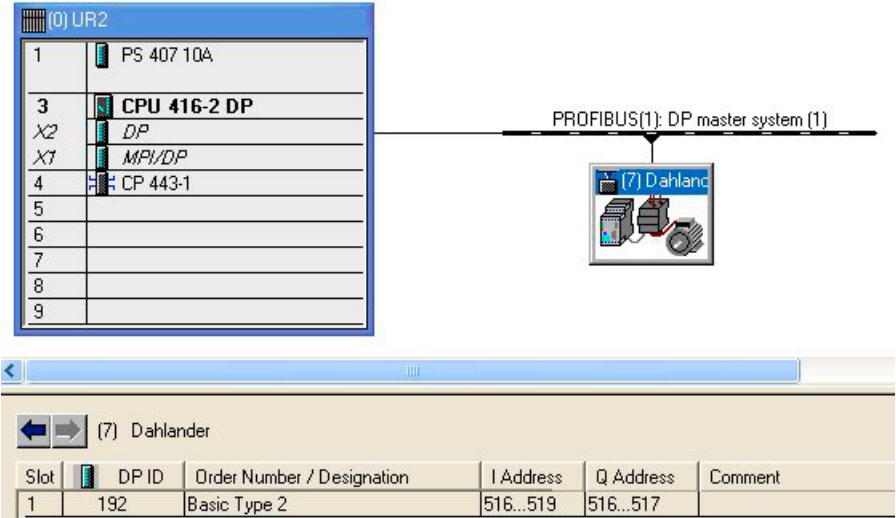 (0) UR2
1 PS 407 10A
3 CPU 416-2 DP
X2 DP
X1 MPI/DP
4 CP 443-1
5
6
7
8
9
PROFIBUS(1): DP master system (1)
(7) Dahland
(7) Dahlander
Slot DP ID Order Number / Designation I Address Q Address Comment
1 192 Basic Type 2 516...519 516...517